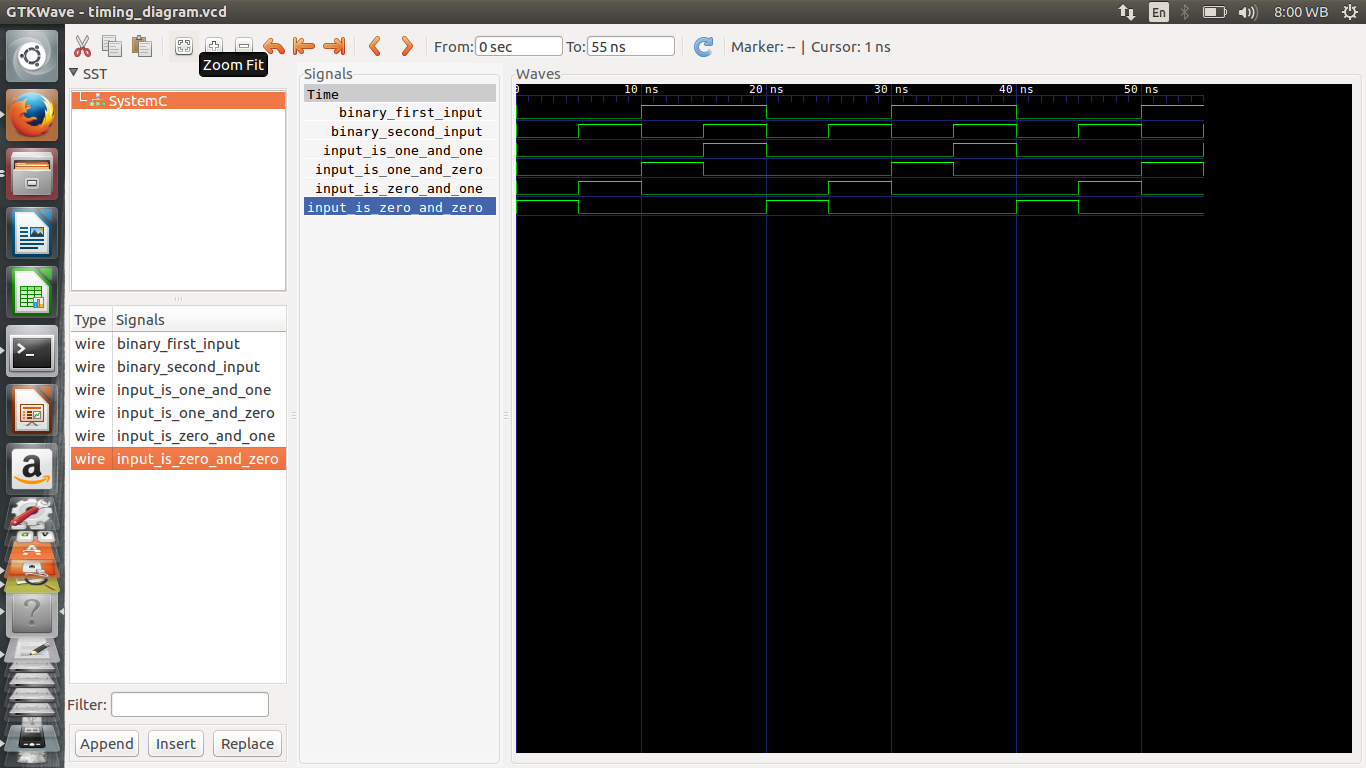 GTKWave - timing_diagram.vcd
En
8:00 WB
From: 0 sec To: 55 ns
Marker: -- | Cursor: 1 ns
Zoom Fit
SST
SystemC
Type Signals
wire binary_first_input
wire binary_second_input
wire input_is_one_and_one
wire input_is_one_and_zero
wire input_is_zero_and_one
wire input_is_zero_and_zero
Filter:
Append Insert Replace
Signals
Time
binary_first_input
binary_second_input
input_is_one_and_one
input_is_one_and_zero
input_is_zero_and_one
input_is_zero_and_zero
Waves
0 10 ns 20 ns 30 ns 40 ns 50 ns
>_
a
A
?